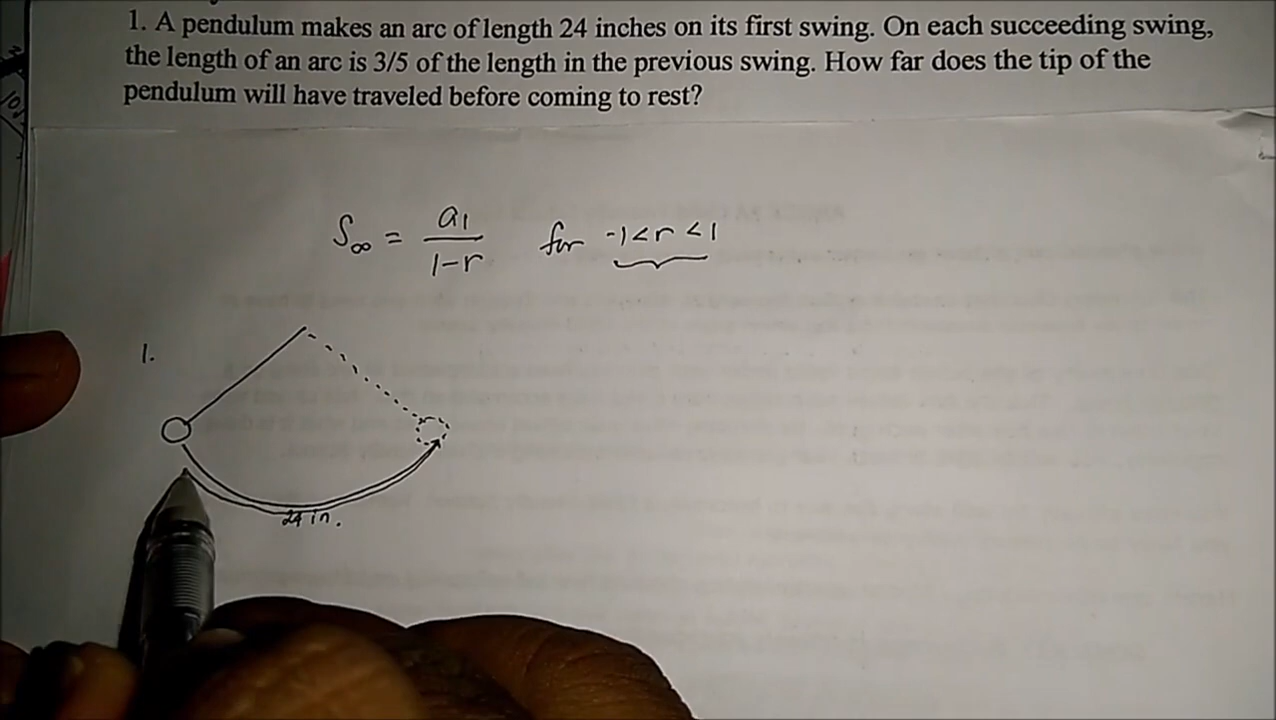 1. A pendulum makes an arc of length 24 inches on its first swing. On each succeeding swing,
the length of an arc is 3/5 of the length in the previous swing. How far does the tip of the
pendulum will have traveled before coming to rest?
S∞ = a₁/(1-r) for -1<r<1
1.
24 in.